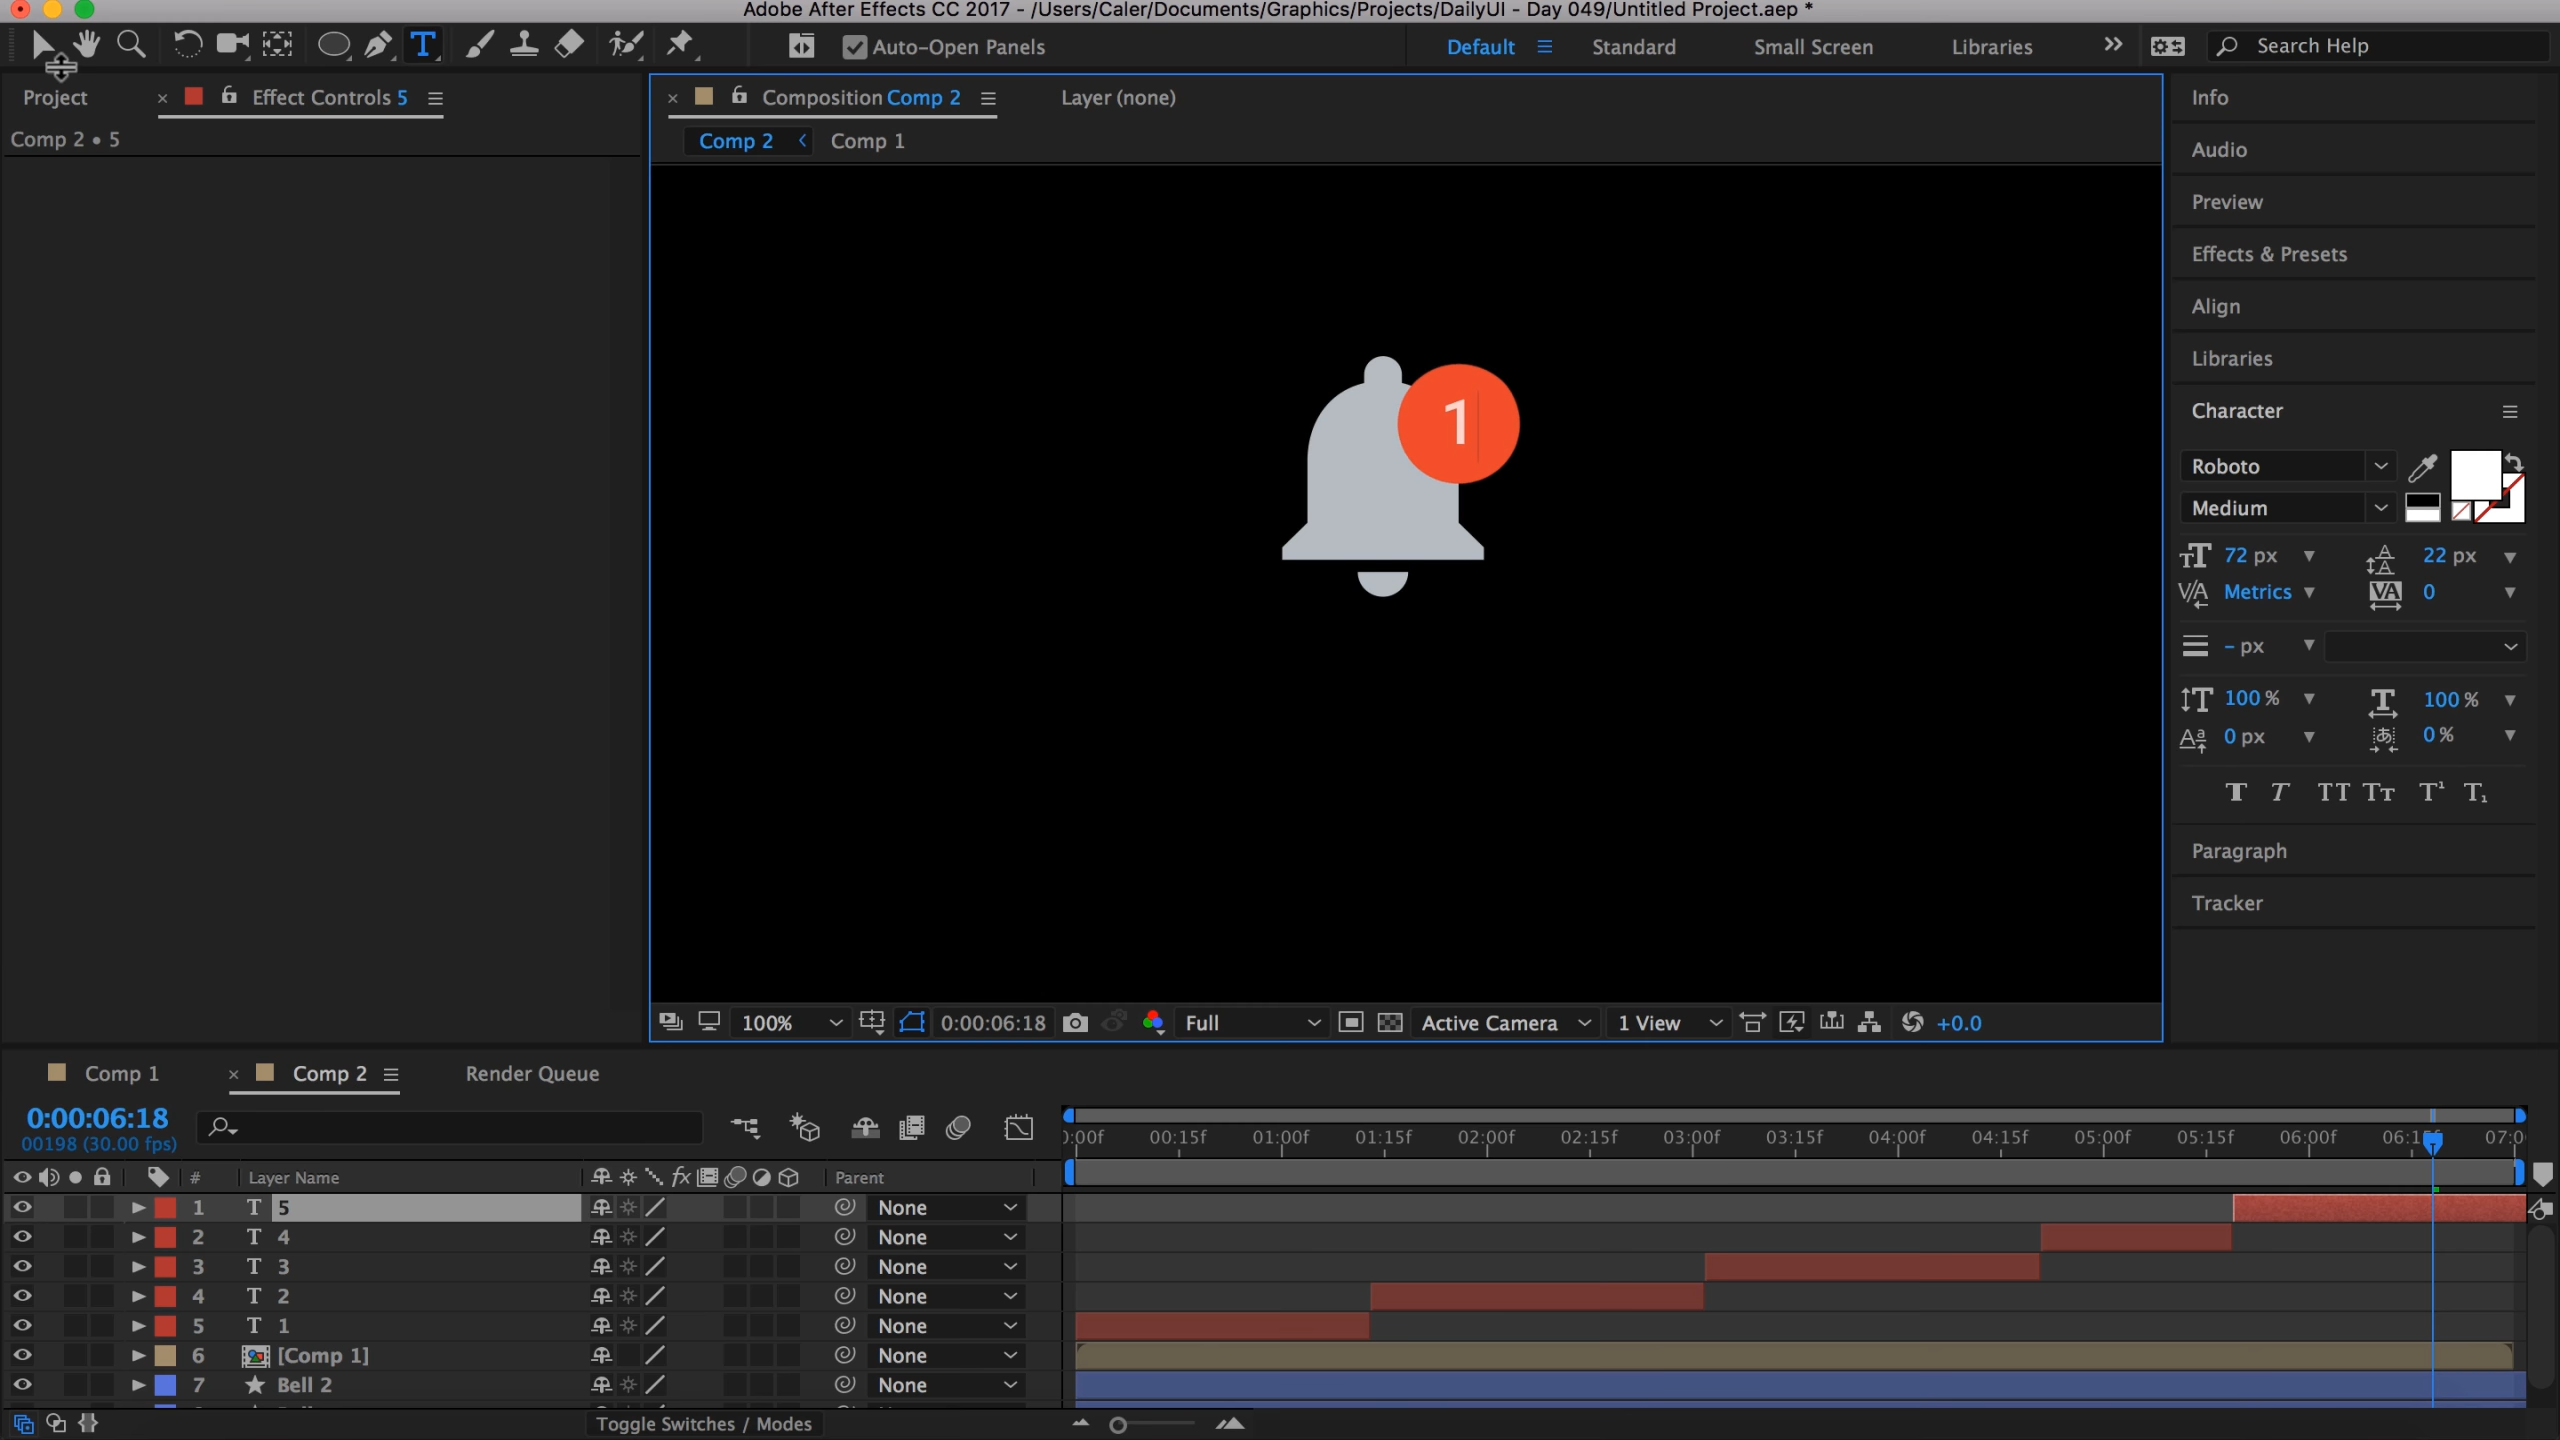 Adobe After Effects CC 2017 - /Users/Caler/Documents/Graphics/Projects/DailyUI - Day 049/Untitled Project.aep *
T Auto-Open Panels Default Standard Small Screen Libraries Search Help
Project Effect Controls 5
Comp 2 • 5
Composition Comp 2 Layer (none)
Comp 2 Comp 1
1
100% 0:00:06:18 Full Active Camera 1 View +0.0
Info
Audio
Preview
Effects & Presets
Align
Libraries
Character
Roboto
Medium
72 px 22 px
Metrics 0
- px
100 % 100 %
0 px 0 %
T T TT Tт T¹ T₁
Paragraph
Tracker
Comp 1 Comp 2 Render Queue
0:00:06:18
00198 (30.00 fps)
00:15f 01:00f 01:15f 02:00f 02:15f 03:00f 03:15f 04:00f 04:15f 05:00f 05:15f 06:00f
# Layer Name fx Parent
1 T 5 None
2 T 4 None
3 T 3 None
4 T 2 None
5 T 1 None
6 [Comp 1] None
7 Bell 2 None
Toggle Switches / Modes